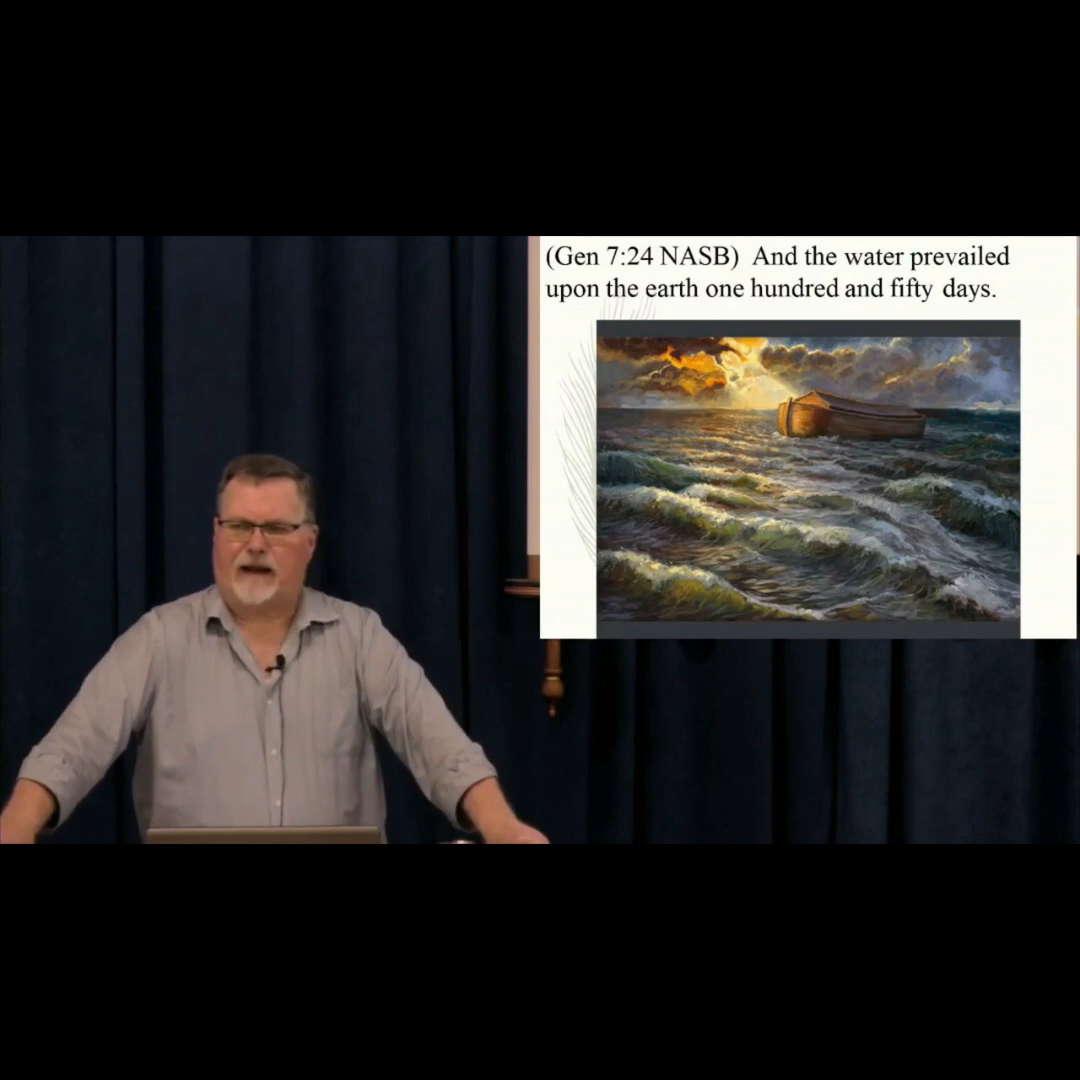 (Gen 7:24 NASB) And the water prevailed
upon the earth one hundred and fifty days.